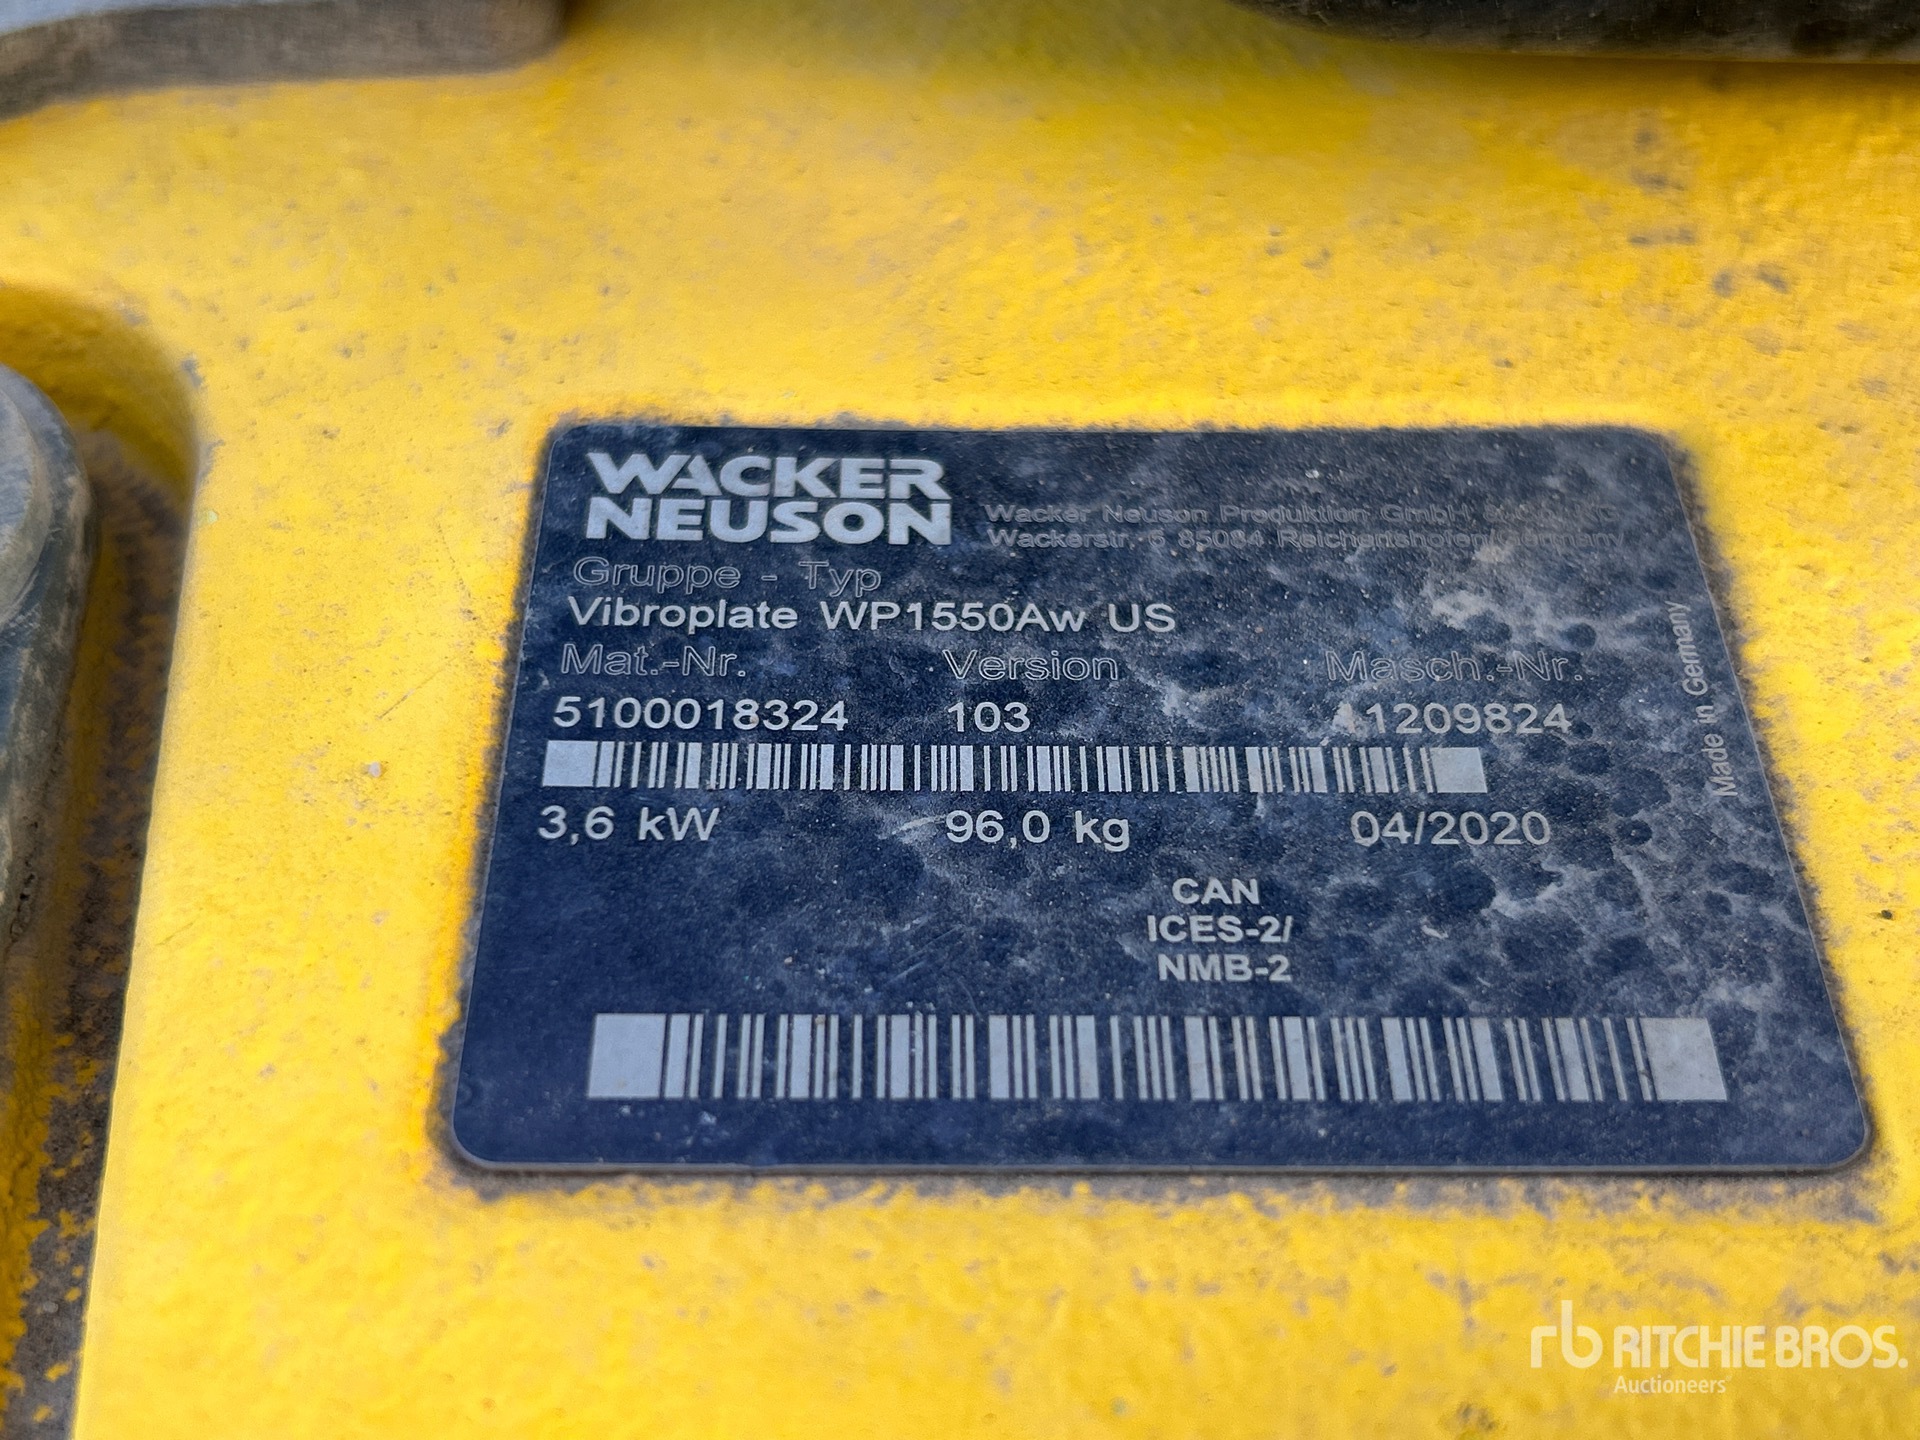 WACKER
NEUSON
Wacker Neuson Produktion GmbH
Wackerstr. 6 85084 Reichertshofen/Germany
Gruppe - Typ
Vibroplate WP1550Aw US
Mat.-Nr. Version Masch.-Nr.
5100018324 103 11209824
3,6 kW 96,0 kg 04/2020
CAN
ICES-2/
NMB-2
Made in Germany
rb RITCHIE BROS.
Auctioneers